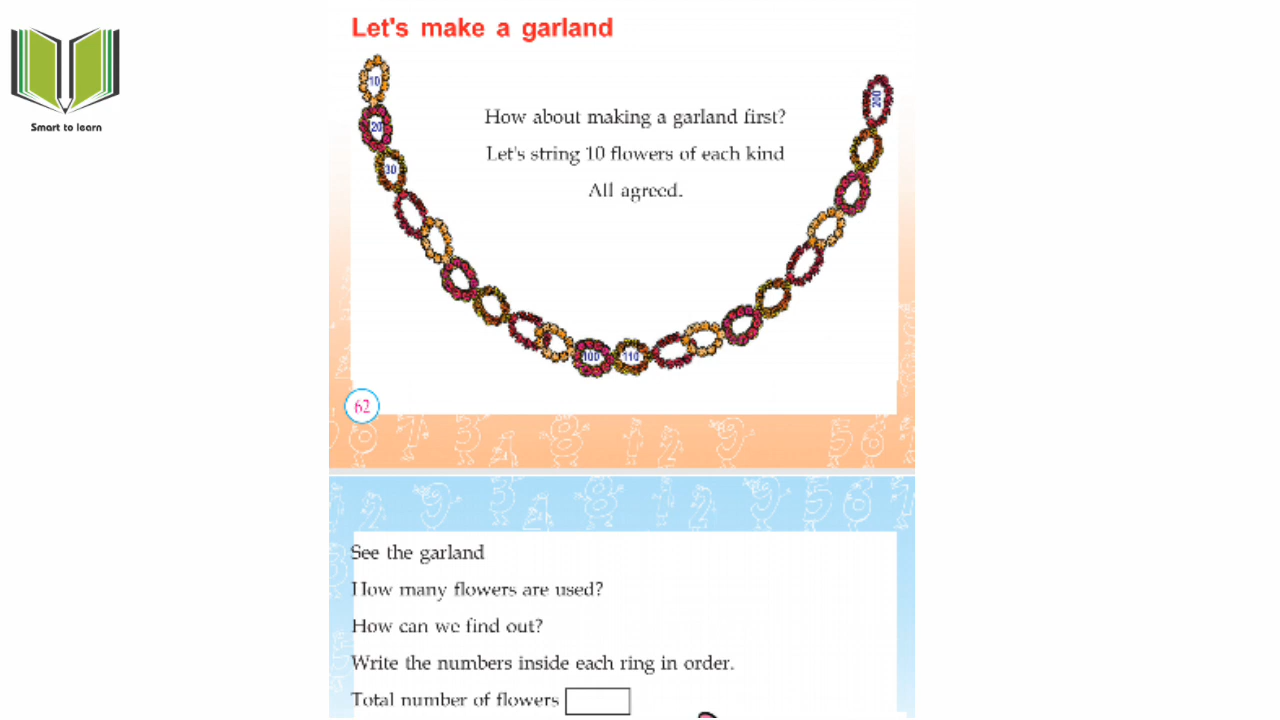 Let's make a garland
Smart to learn
10
20
30
100
110
200
How about making a garland first?
Let's string 10 flowers of each kind
All agreed.
62
See the garland
How many flowers are used?
How can we find out?
Write the numbers inside each ring in order.
Total number of flowers